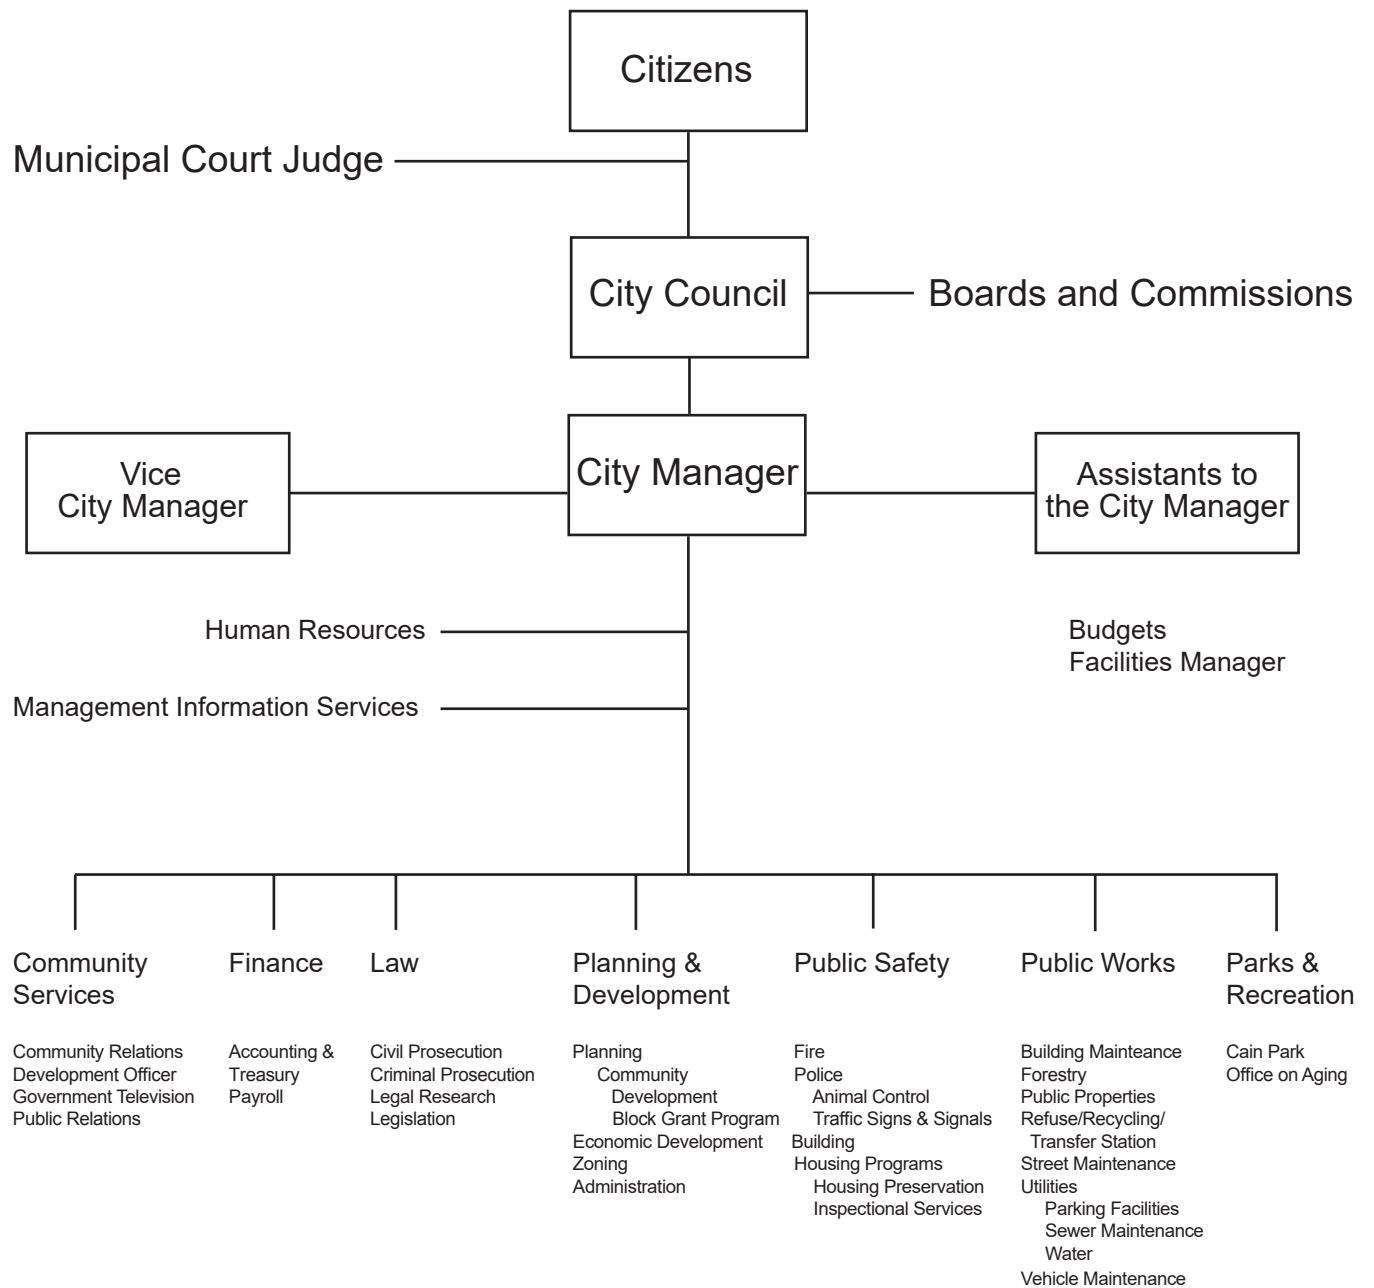 Citizens
Municipal Court Judge
City Council
Boards and Commissions
Vice
City Manager
City Manager
Assistants to
the City Manager
Human Resources
Budgets
Facilities Manager
Management Information Services
Community
Services
Community Relations
Development Officer
Government Television
Public Relations
Finance
Accounting &
Treasury
Payroll
Law
Civil Prosecution
Criminal Prosecution
Legal Research
Legislation
Planning &
Development
Planning
Community
Development
Block Grant Program
Economic Development
Zoning
Administration
Public Safety
Fire
Police
Animal Control
Traffic Signs & Signals
Building
Housing Programs
Housing Preservation
Inspectional Services
Public Works
Building Mainteance
Forestry
Public Properties
Refuse/Recycling/
Transfer Station
Street Maintenance
Utilities
Parking Facilities
Sewer Maintenance
Water
Vehicle Maintenance
Parks &
Recreation
Cain Park
Office on Aging